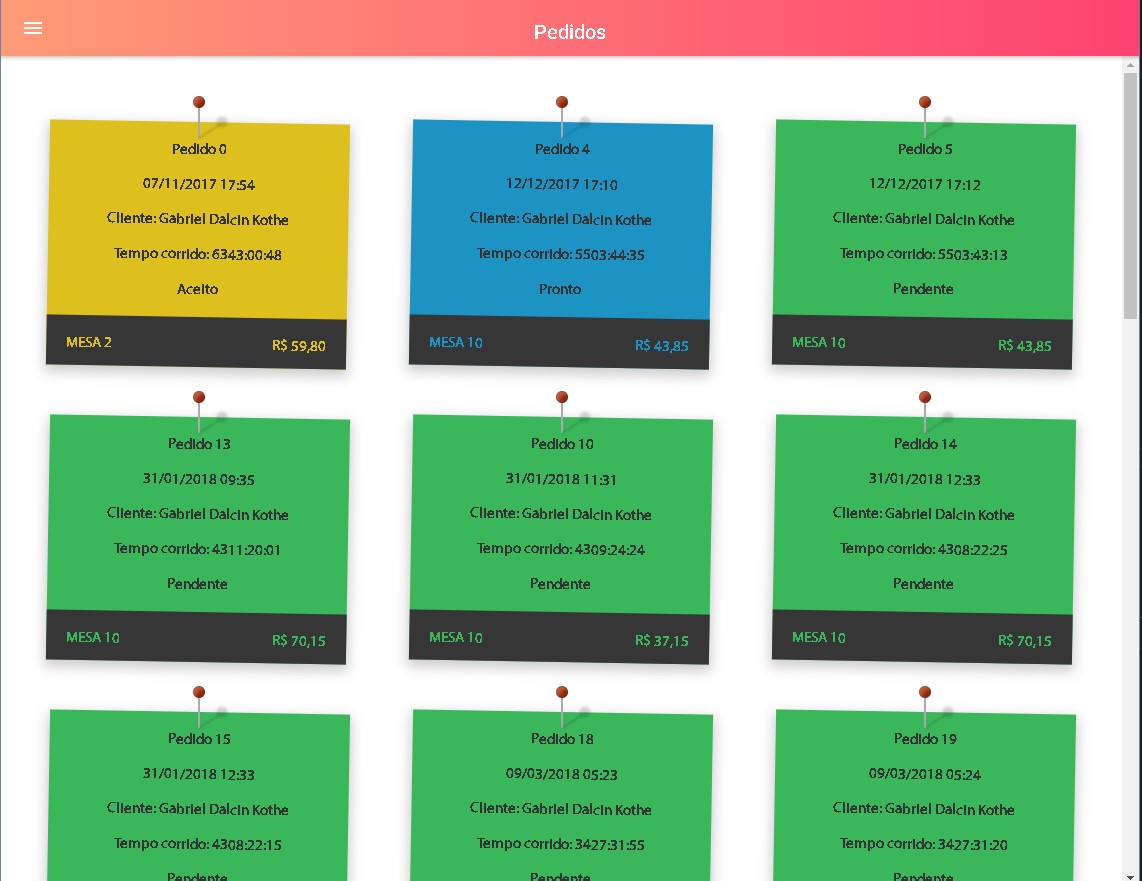 Pedidos
Pedido 0
07/11/2017 17:54
Cliente: Gabriel Dalcin Kothe
Tempo corrido: 6343:00:48
Aceito
MESA 2
R$ 59,80
Pedido 4
12/12/2017 17:10
Cliente: Gabriel Dalcin Kothe
Tempo corrido: 5503:44:35
Pronto
MESA 10
R$ 43,85
Pedido 5
12/12/2017 17:12
Cliente: Gabriel Dalcin Kothe
Tempo corrido: 5503:43:13
Pendente
MESA 10
R$ 43,85
Pedido 13
31/01/2018 09:35
Cliente: Gabriel Dalcin Kothe
Tempo corrido: 4311:20:01
Pendente
MESA 10
R$ 70,15
Pedido 10
31/01/2018 11:31
Cliente: Gabriel Dalcin Kothe
Tempo corrido: 4309:24:24
Pendente
MESA 10
R$ 37,15
Pedido 14
31/01/2018 12:33
Cliente: Gabriel Dalcin Kothe
Tempo corrido: 4308:22:25
Pendente
MESA 10
R$ 70,15
Pedido 15
31/01/2018 12:33
Cliente: Gabriel Dalcin Kothe
Tempo corrido: 4308:22:15
Pendente
Pedido 18
09/03/2018 05:23
Cliente: Gabriel Dalcin Kothe
Tempo corrido: 3427:31:55
Pendente
Pedido 19
09/03/2018 05:24
Cliente: Gabriel Dalcin Kothe
Tempo corrido: 3427:31:20
Pendente